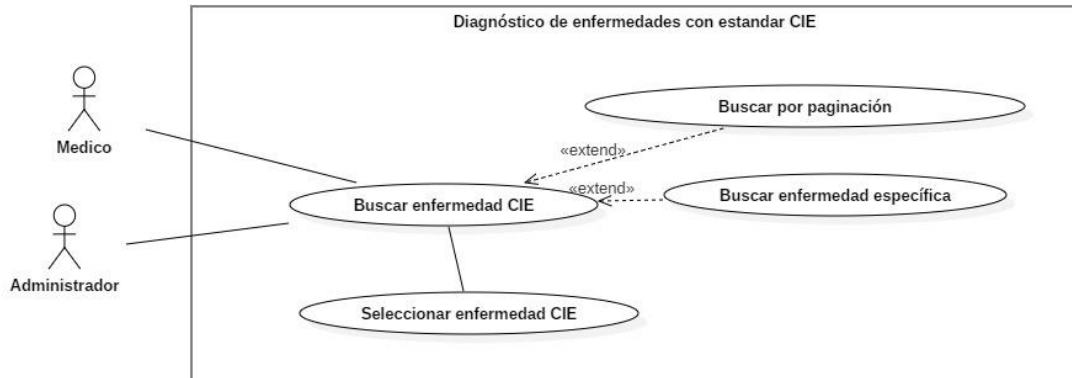 Diagnóstico de enfermedades con estandar CIE
Buscar por paginación
Medico
«extend»
«extend»
Buscar enfermedad específica
Buscar enfermedad CIE
Administrador
Seleccionar enfermedad CIE